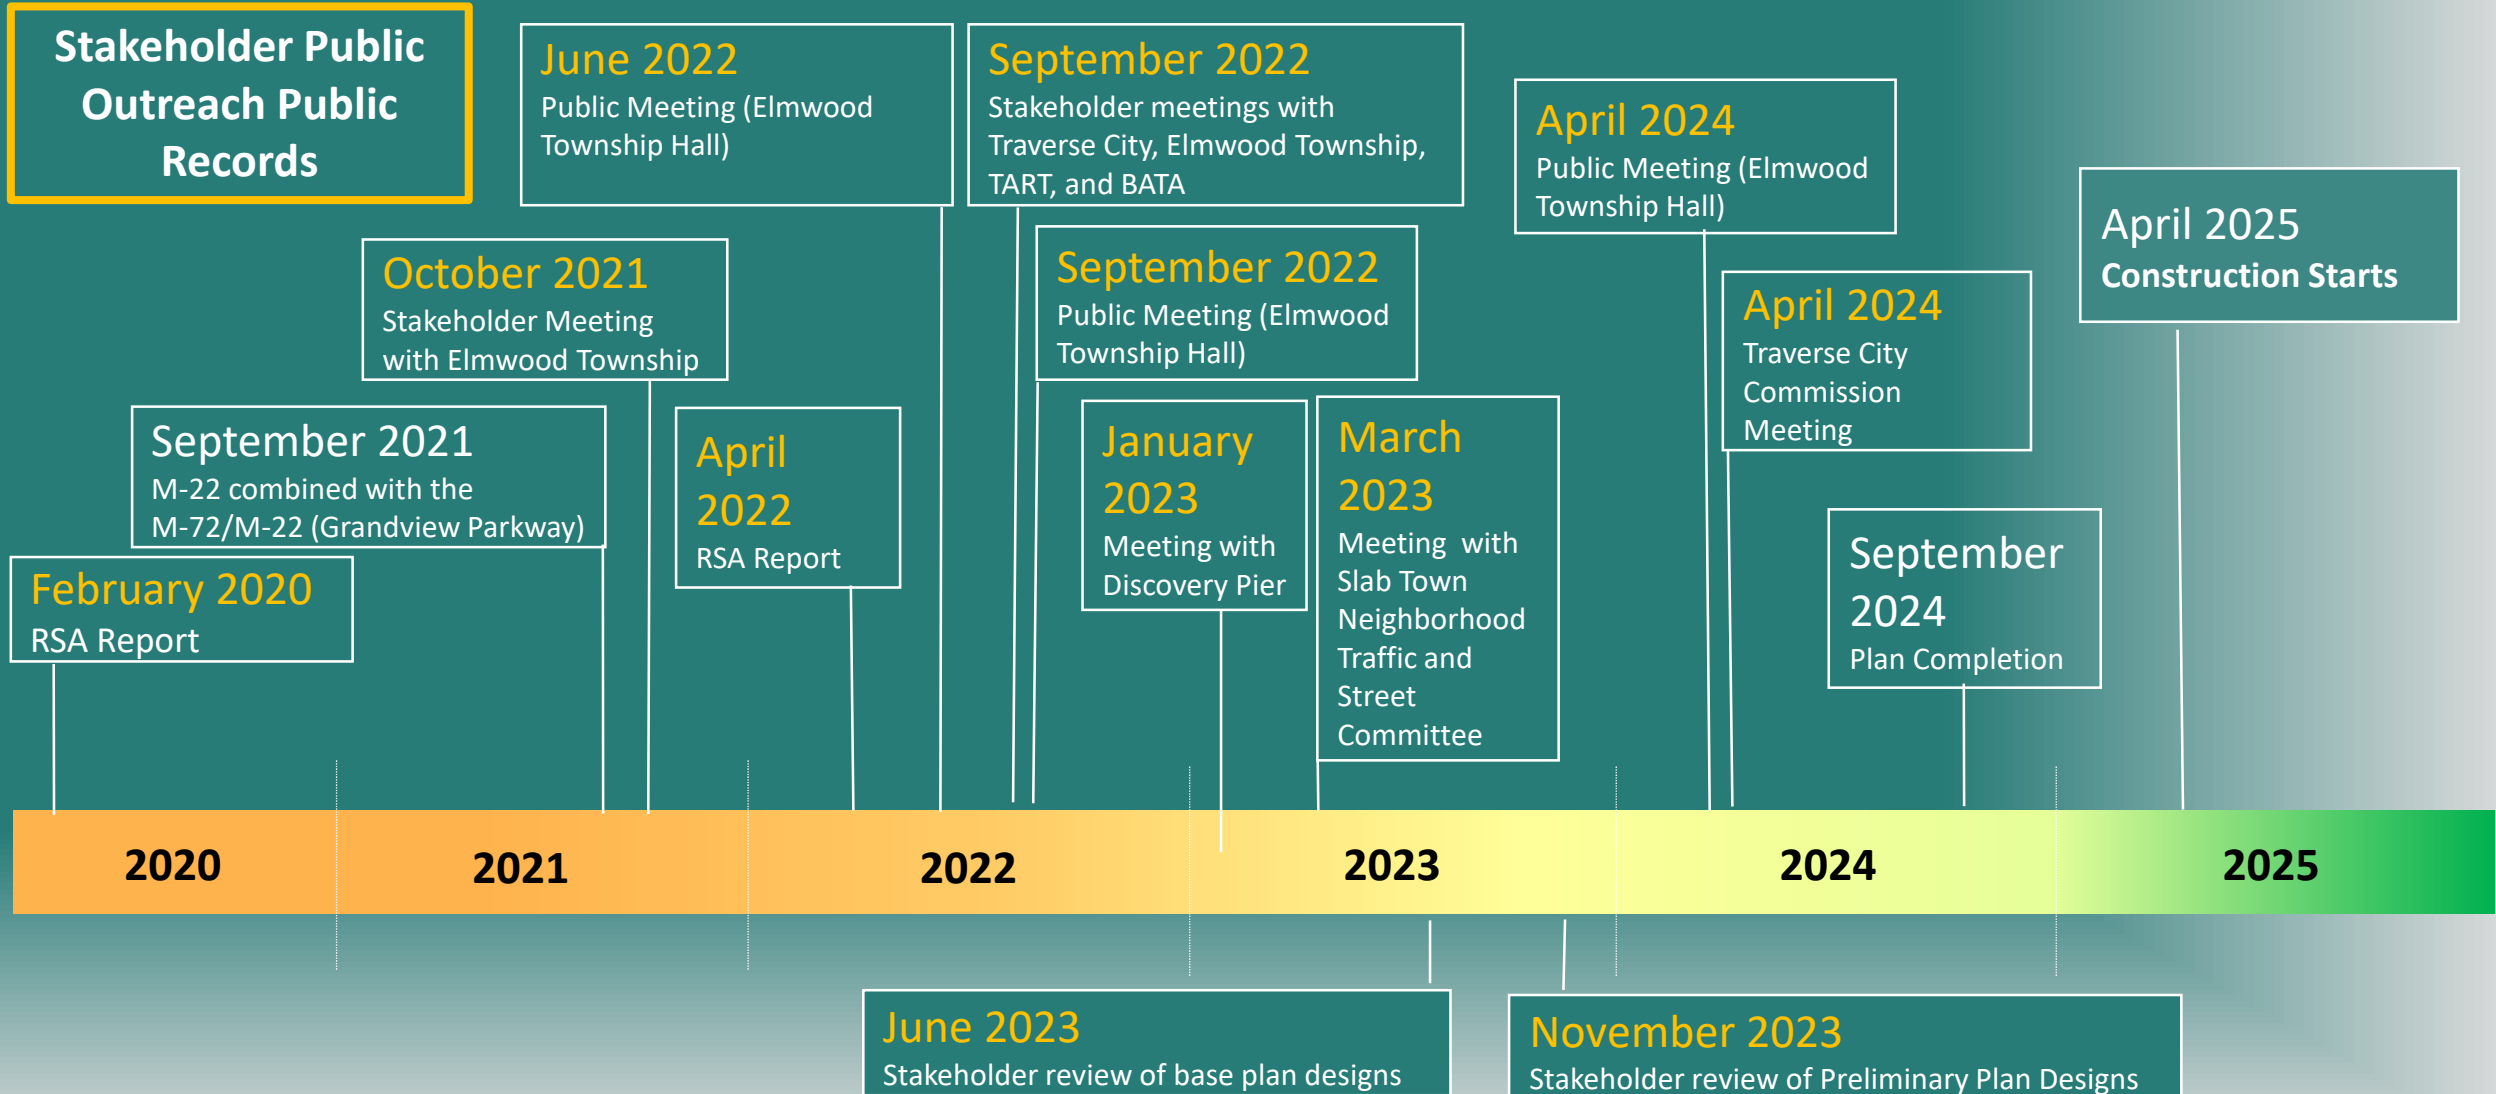 Stakeholder Public
Outreach Public
Records
June 2022
Public Meeting (Elmwood
Township Hall)
September 2022
Stakeholder meetings with
Traverse City, Elmwood Township,
TART, and BATA
April 2024
Public Meeting (Elmwood
Township Hall)
April 2025
Construction Starts
October 2021
Stakeholder Meeting
with Elmwood Township
September 2022
Public Meeting (Elmwood
Township Hall)
April 2024
Traverse City
Commission
Meeting
September 2021
M-22 combined with the
M-72/M-22 (Grandview Parkway)
April
2022
RSA Report
January
2023
Meeting with
Discovery Pier
March
2023
Meeting  with
Slab Town
Neighborhood
Traffic and
Street
Committee
September
2024
Plan Completion
February 2020
RSA Report
2020
2021
2022
2023
2024
2025
June 2023
Stakeholder review of base plan designs
November 2023
Stakeholder review of Preliminary Plan Designs